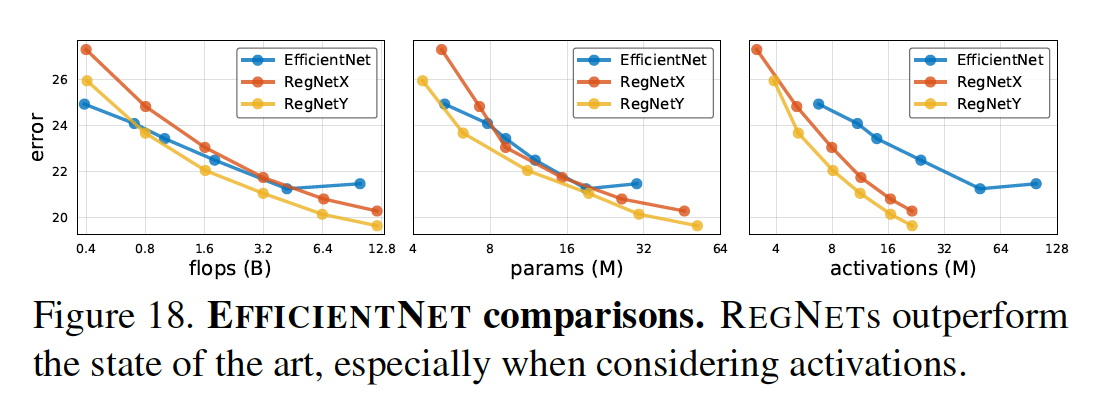 error
26
24
22
20
EfficientNet
RegNetX
RegNetY
0.4 0.8 1.6 3.2 6.4 12.8
flops (B)
EfficientNet
RegNetX
RegNetY
4 8 16 32 64
params (M)
EfficientNet
RegNetX
RegNetY
4 8 16 32 64 128
activations (M)
Figure 18. EFFICIENTNET comparisons. REGNETS outperform
the state of the art, especially when considering activations.